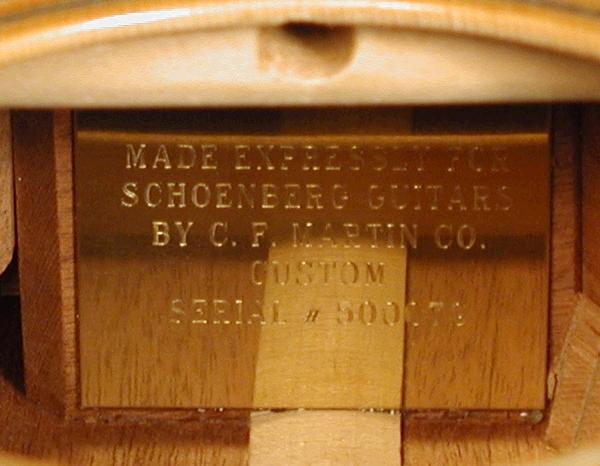 MADE EXPRESSLY FOR
SCHOENBERG GUITARS
BY C. F. MARTIN CO.
CUSTOM
SERIAL #